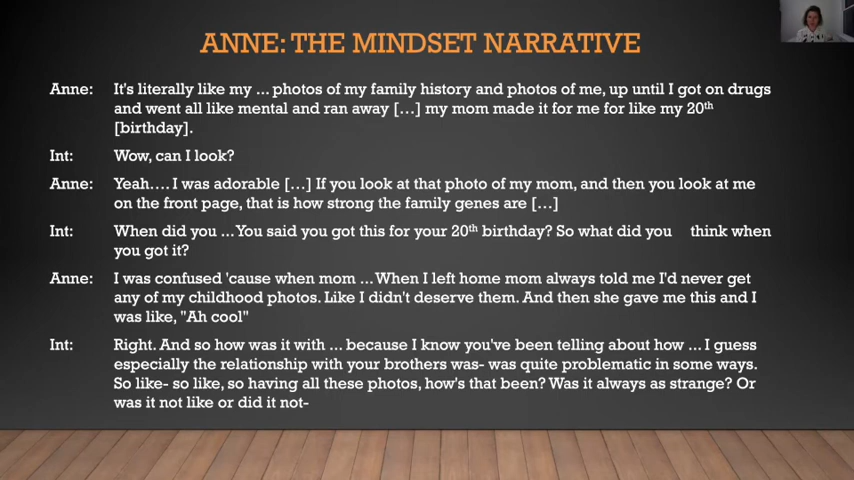 ANNE: THE MINDSET NARRATIVE
Anne: It's literally like my ... photos of my family history and photos of me, up until I got on drugs
and went all like mental and ran away [...] my mom made it for me for like my 20th
[birthday].
Int: Wow, can I look?
Anne: Yeah.... I was adorable [...] If you look at that photo of my mom, and then you look at me
on the front page, that is how strong the family genes are [...]
Int: When did you ... You said you got this for your 20th birthday? So what did you think when
you got it?
Anne: I was confused 'cause when mom ... When I left home mom always told me I'd never get
any of my childhood photos. Like I didn't deserve them. And then she gave me this and I
was like, "Ah cool"
Int: Right. And so how was it with ... because I know you've been telling about how ... I guess
especially the relationship with your brothers was- was quite problematic in some ways.
So like- so like, so having all these photos, how's that been? Was it always as strange? Or
was it not like or did it not-